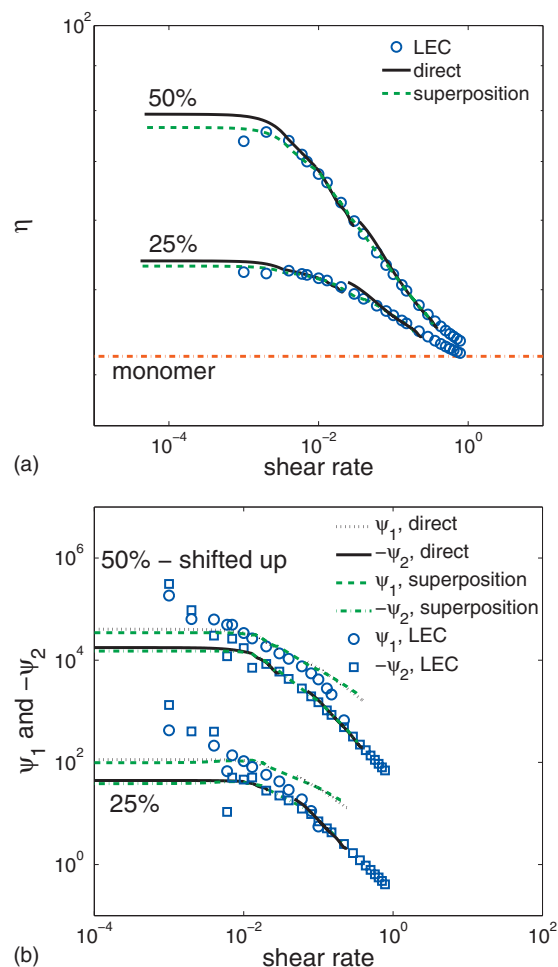 10²
LEC
direct
superposition
50%
η
25%
monomer
10⁻⁴ 10⁻² 10⁰
(a) shear rate
10⁶
ψ₁, direct
50% – shifted up
−ψ₂, direct
ψ₁, superposition
−ψ₂, superposition
10⁴
ψ₁, LEC
−ψ₂, LEC
ψ₁ and −ψ₂
10²
25%
10⁰
10⁻⁴ 10⁻² 10⁰ 10²
(b) shear rate